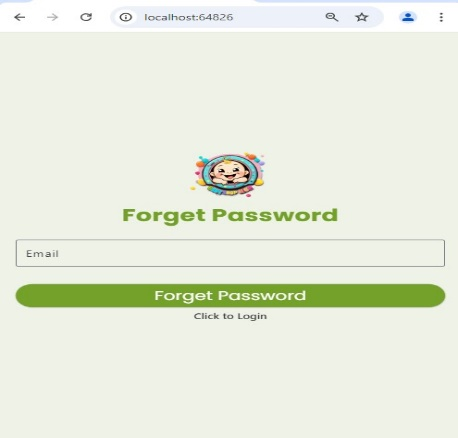 localhost:64826
Forget Password
Email
Forget Password
Click to Login